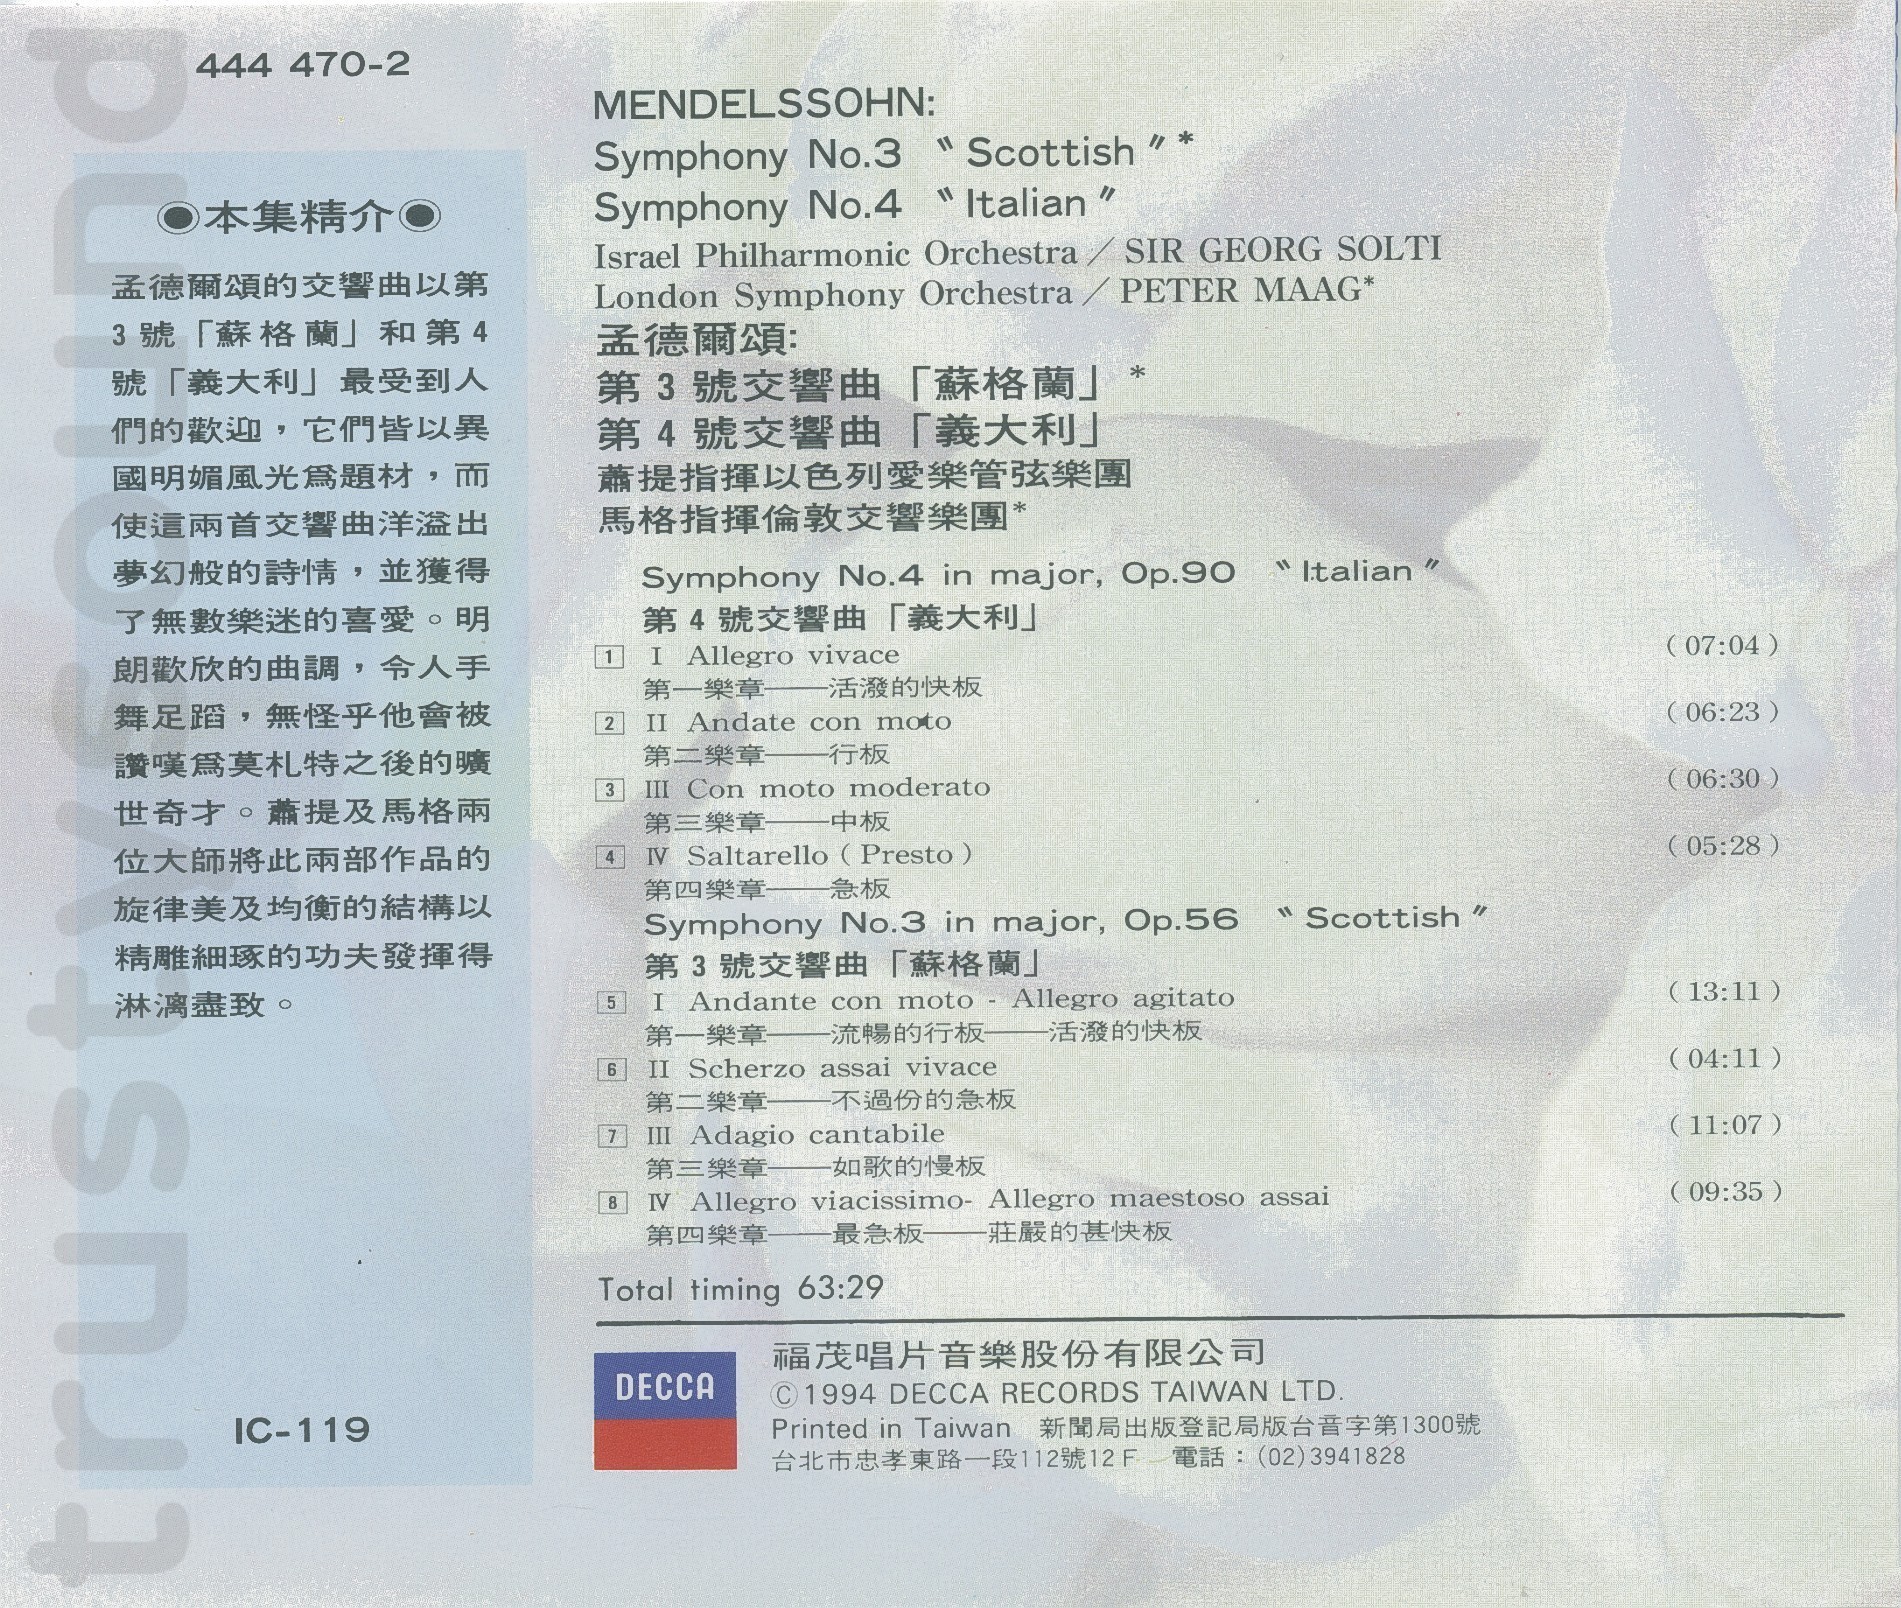 444 470-2
trustysound
◉本集精介◉
孟德爾頌的交響曲以第
3號「蘇格蘭」和第4
號「義大利」最受到人
們的歡迎，它們皆以異
國明媚風光爲題材，而
使這兩首交響曲洋溢出
夢幻般的詩情，並獲得
了無數樂迷的喜愛。明
朗歡欣的曲調，令人手
舞足蹈，無怪乎他會被
讚嘆爲莫札特之後的曠
世奇才。蕭提及馬格兩
位大師將此兩部作品的
旋律美及均衡的結構以
精雕細琢的功夫發揮得
淋漓盡致。
IC-119
MENDELSSOHN:
Symphony No.3 〝Scottish〞*
Symphony No.4 〝Italian〞
Israel Philharmonic Orchestra／SIR GEORG SOLTI
London Symphony Orchestra／PETER MAAG*
孟德爾頌:
第3號交響曲「蘇格蘭」*
第4號交響曲「義大利」
蕭提指揮以色列愛樂管弦樂團
馬格指揮倫敦交響樂團*
Symphony No.4 in major, Op.90 〝Italian〞
第4號交響曲「義大利」
1 I Allegro vivace (07:04)
第一樂章——活潑的快板
2 II Andate con moto (06:23)
第二樂章——行板
3 III Con moto moderato (06:30)
第三樂章——中板
4 IV Saltarello (Presto) (05:28)
第四樂章——急板
Symphony No.3 in major, Op.56 〝Scottish〞
第3號交響曲「蘇格蘭」
5 I Andante con moto - Allegro agitato (13:11)
第一樂章——流暢的行板——活潑的快板
6 II Scherzo assai vivace (04:11)
第二樂章——不過份的急板
7 III Adagio cantabile (11:07)
第三樂章——如歌的慢板
8 IV Allegro viacissimo- Allegro maestoso assai (09:35)
第四樂章——最急板——莊嚴的甚快板
Total timing 63:29
DECCA
福茂唱片音樂股份有限公司
©1994 DECCA RECORDS TAIWAN LTD.
Printed in Taiwan 新聞局出版登記局版台音字第1300號
台北市忠孝東路一段112號12F 電話：(02)3941828